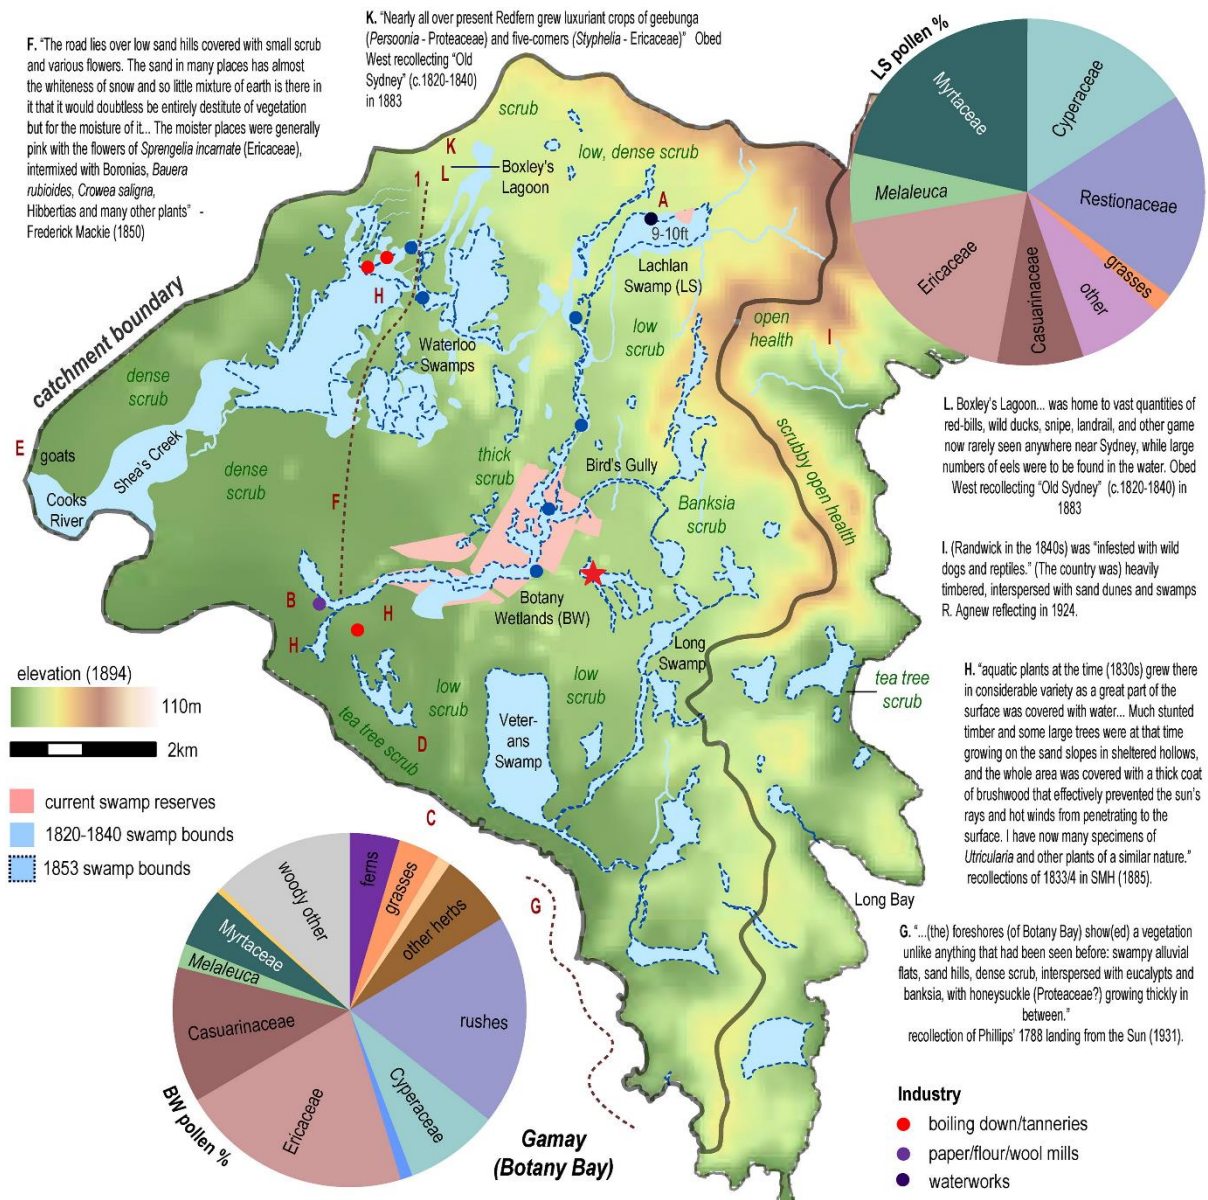 K. “Nearly all over present Redfern grew luxuriant crops of geebunga
(Persoonia - Proteaceae) and five-corners (Styphelia - Ericaceae)” Obed
West recollecting “Old
Sydney” (c.1820-1840)
in 1883
F. “The road lies over low sand hills covered with small scrub
and various flowers. The sand in many places has almost
the whiteness of snow and so little mixture of earth is there in
it that it would doubtless be entirely destitute of vegetation
but for the moisture of it... The moister places were generally
pink with the flowers of Sprengelia incarnate (Ericaceae),
intermixed with Boronias, Bauera
rubioides, Crowea saligna,
Hibbertias and many other plants” -
Frederick Mackie (1850)
LS pollen %
Myrtaceae
Cyperaceae
Melaleuca
Restionaceae
Ericaceae
Casuarinaceae
other
grasses
scrub
K
L
1
Boxley's
Lagoon
low, dense scrub
A
9-10ft
Lachlan
Swamp (LS)
H
low
scrub
open
health
I
Waterloo
Swamps
catchment boundary
dense
scrub
E
goats
Shea's Creek
Cooks
River
dense
scrub
F
thick
scrub
Bird's Gully
Banksia
scrub
scrubby open health
L. Boxley's Lagoon... was home to vast quantities of
red-bills, wild ducks, snipe, landrail, and other game
now rarely seen anywhere near Sydney, while large
numbers of eels were to be found in the water. Obed
West recollecting “Old Sydney” (c.1820-1840) in
1883
I. (Randwick in the 1840s) was “infested with wild
dogs and reptiles.” (The country was) heavily
timbered, interspersed with sand dunes and swamps
R. Agnew reflecting in 1924.
B
H
H
Botany
Wetlands (BW)
Long
Swamp
tea tree
scrub
elevation (1894)
110m
2km
low
scrub
low
scrub
Veter-
ans
Swamp
tea tree scrub
D
C
H. “aquatic plants at the time (1830s) grew there
in considerable variety as a great part of the
surface was covered with water... Much stunted
timber and some large trees were at that time
growing on the sand slopes in sheltered hollows,
and the whole area was covered with a thick coat
of brushwood that effectively prevented the sun's
rays and hot winds from penetrating to the
surface. I have now many specimens of
Utricularia and other plants of a similar nature.”
recollections of 1833/4 in SMH (1885).
current swamp reserves
1820-1840 swamp bounds
1853 swamp bounds
G
Long Bay
G. “...(the) foreshores (of Botany Bay) show(ed) a vegetation
unlike anything that had been seen before: swampy alluvial
flats, sand hills, dense scrub, interspersed with eucalypts and
banksia, with honeysuckle (Proteaceae?) growing thickly in
between.”
recollection of Phillips' 1788 landing from the Sun (1931).
BW pollen %
woody other
ferns
grasses
other herbs
Myrtaceae
Melaleuca
Casuarinaceae
rushes
Ericaceae
Cyperaceae
Gamay
(Botany Bay)
Industry
boiling down/tanneries
paper/flour/wool mills
waterworks